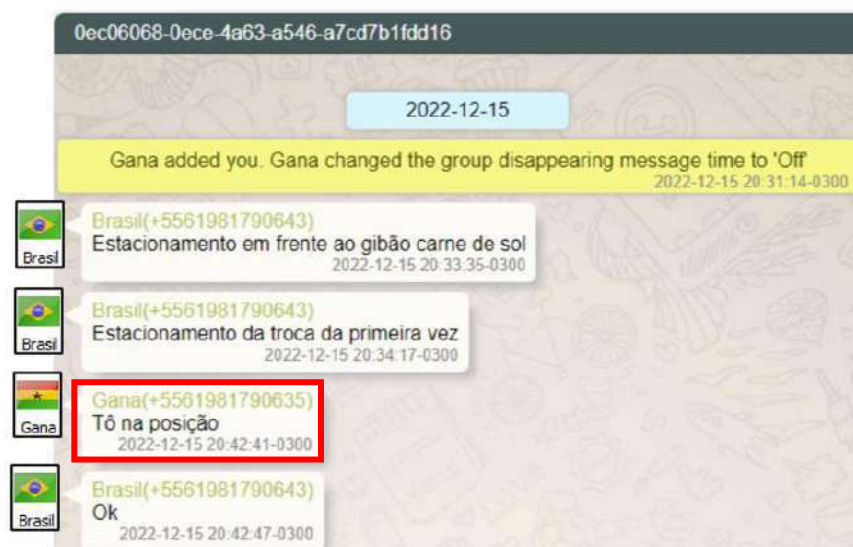 0ec06068-0ece-4a63-a546-a7cd7b1fdd16
2022-12-15
Gana added you. Gana changed the group disappearing message time to 'Off'
2022-12-15 20:31:14-0300
Brasil
Brasil(+5561981790643)
Estacionamento em frente ao gibão carne de sol
2022-12-15 20:33:35-0300
Brasil
Brasil(+5561981790643)
Estacionamento da troca da primeira vez
2022-12-15 20:34:17-0300
Gana
Gana(+5561981790635)
Tô na posição
2022-12-15 20:42:41-0300
Brasil
Brasil(+5561981790643)
Ok
2022-12-15 20:42:47-0300